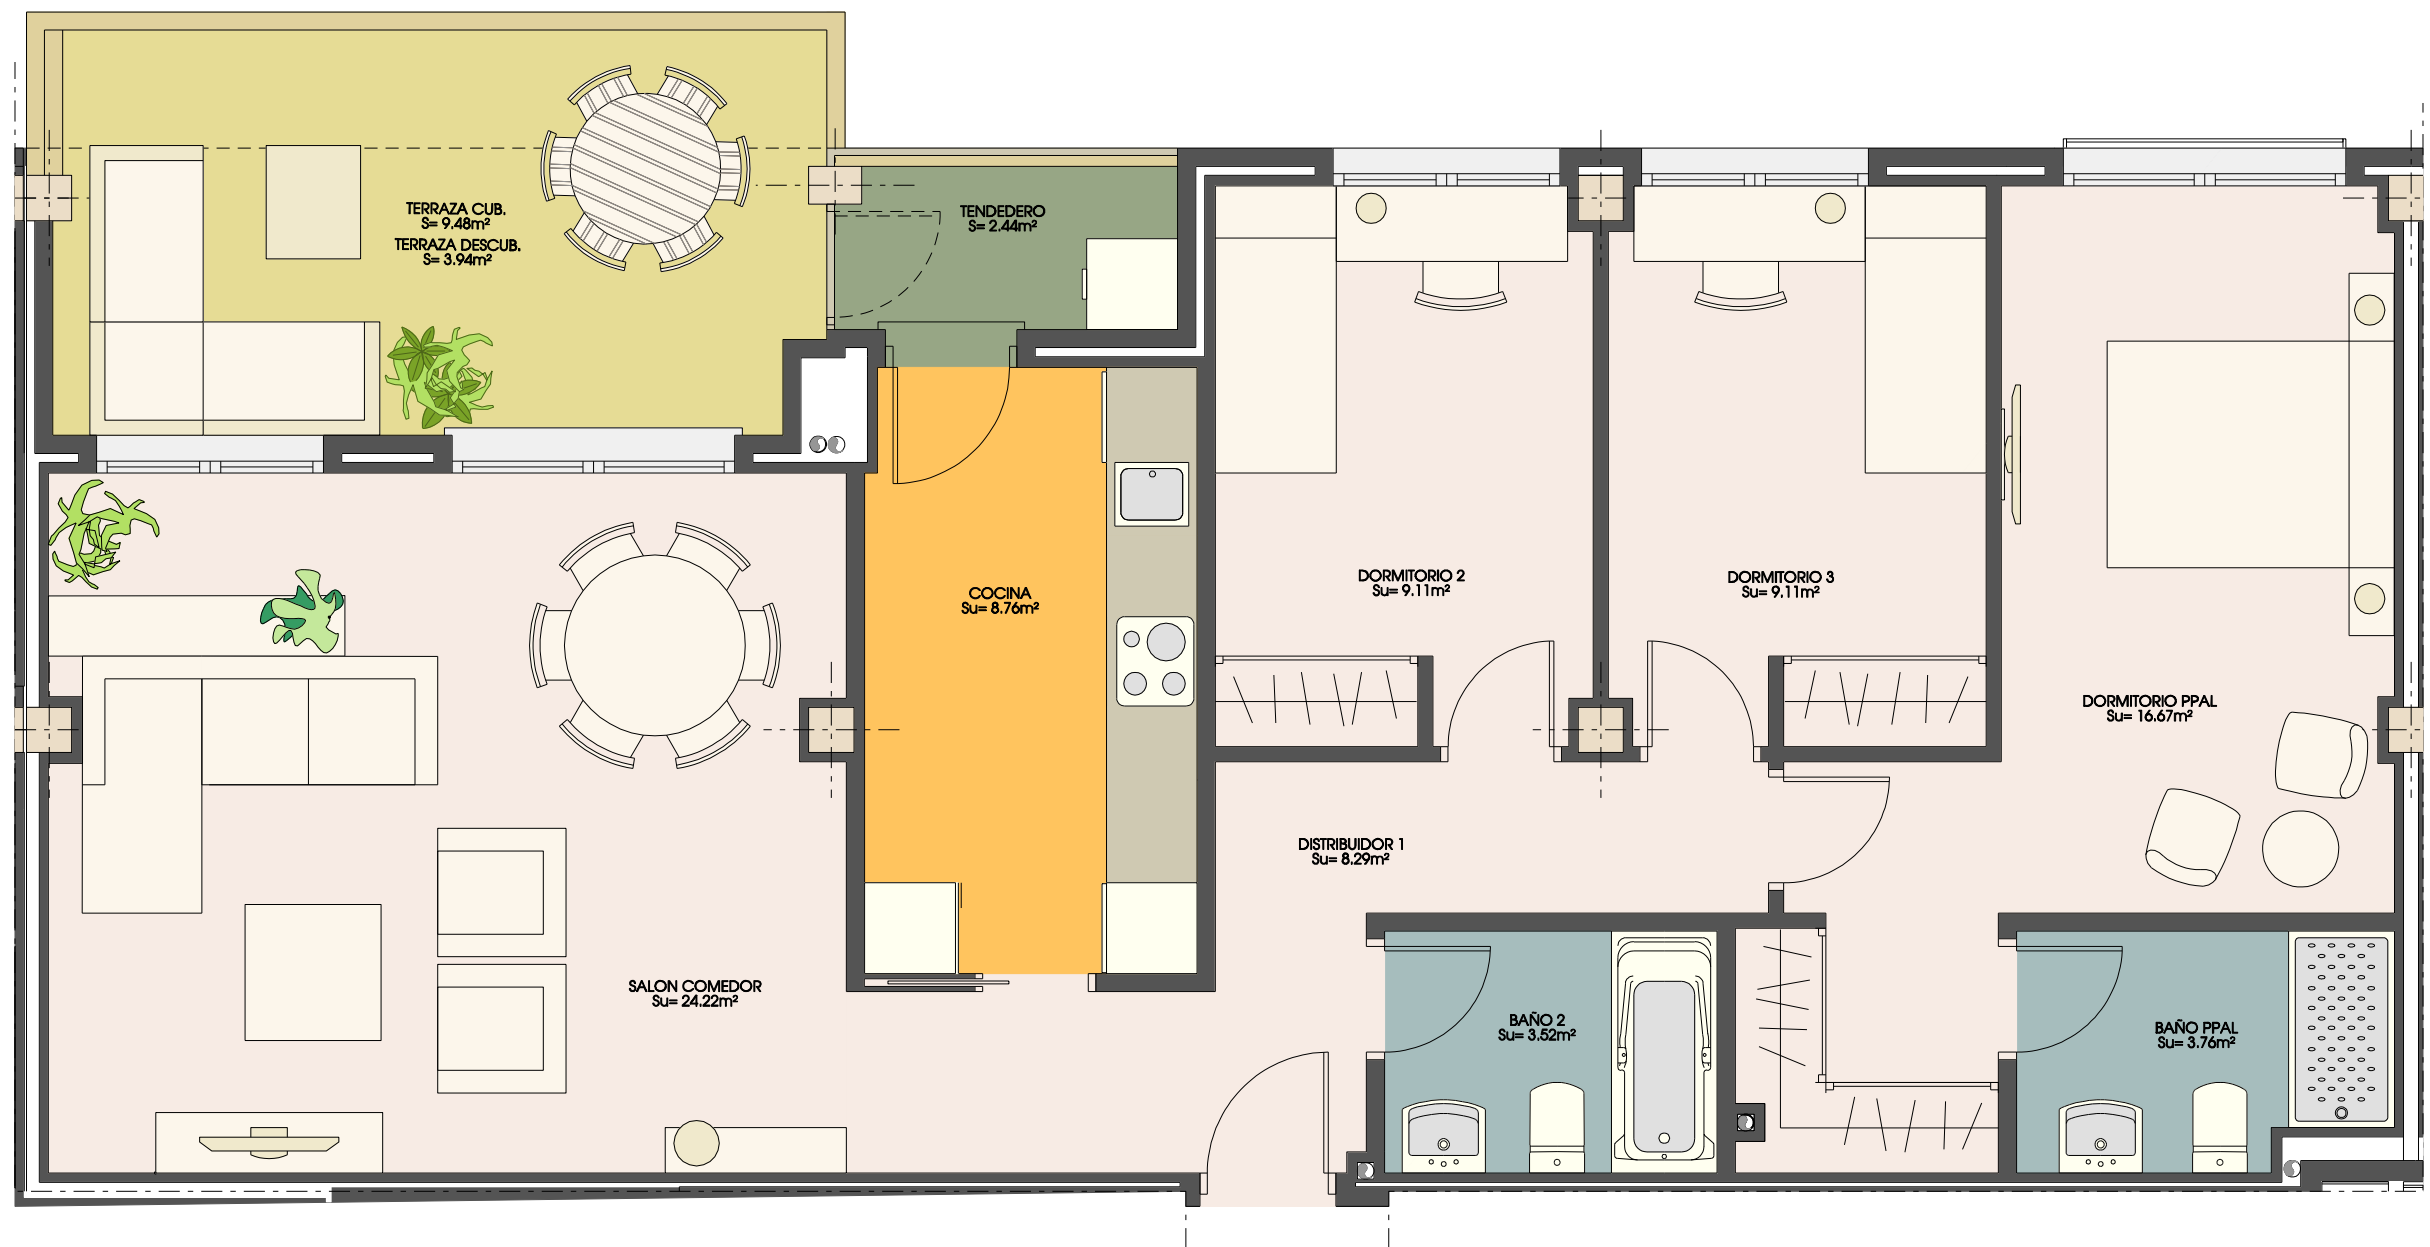 TERRAZA CUB.
S= 9.48m²
TERRAZA DESCUB.
S= 3.94m²
TENDEDERO
S= 2.44m²
COCINA
Su= 8.76m²
DORMITORIO 2
Su= 9.11m²
DORMITORIO 3
Su= 9.11m²
DORMITORIO PPAL
Su= 16.67m²
DISTRIBUIDOR 1
Su= 8.29m²
SALON COMEDOR
Su= 24.22m²
BAÑO 2
Su= 3.52m²
BAÑO PPAL
Su= 3.76m²